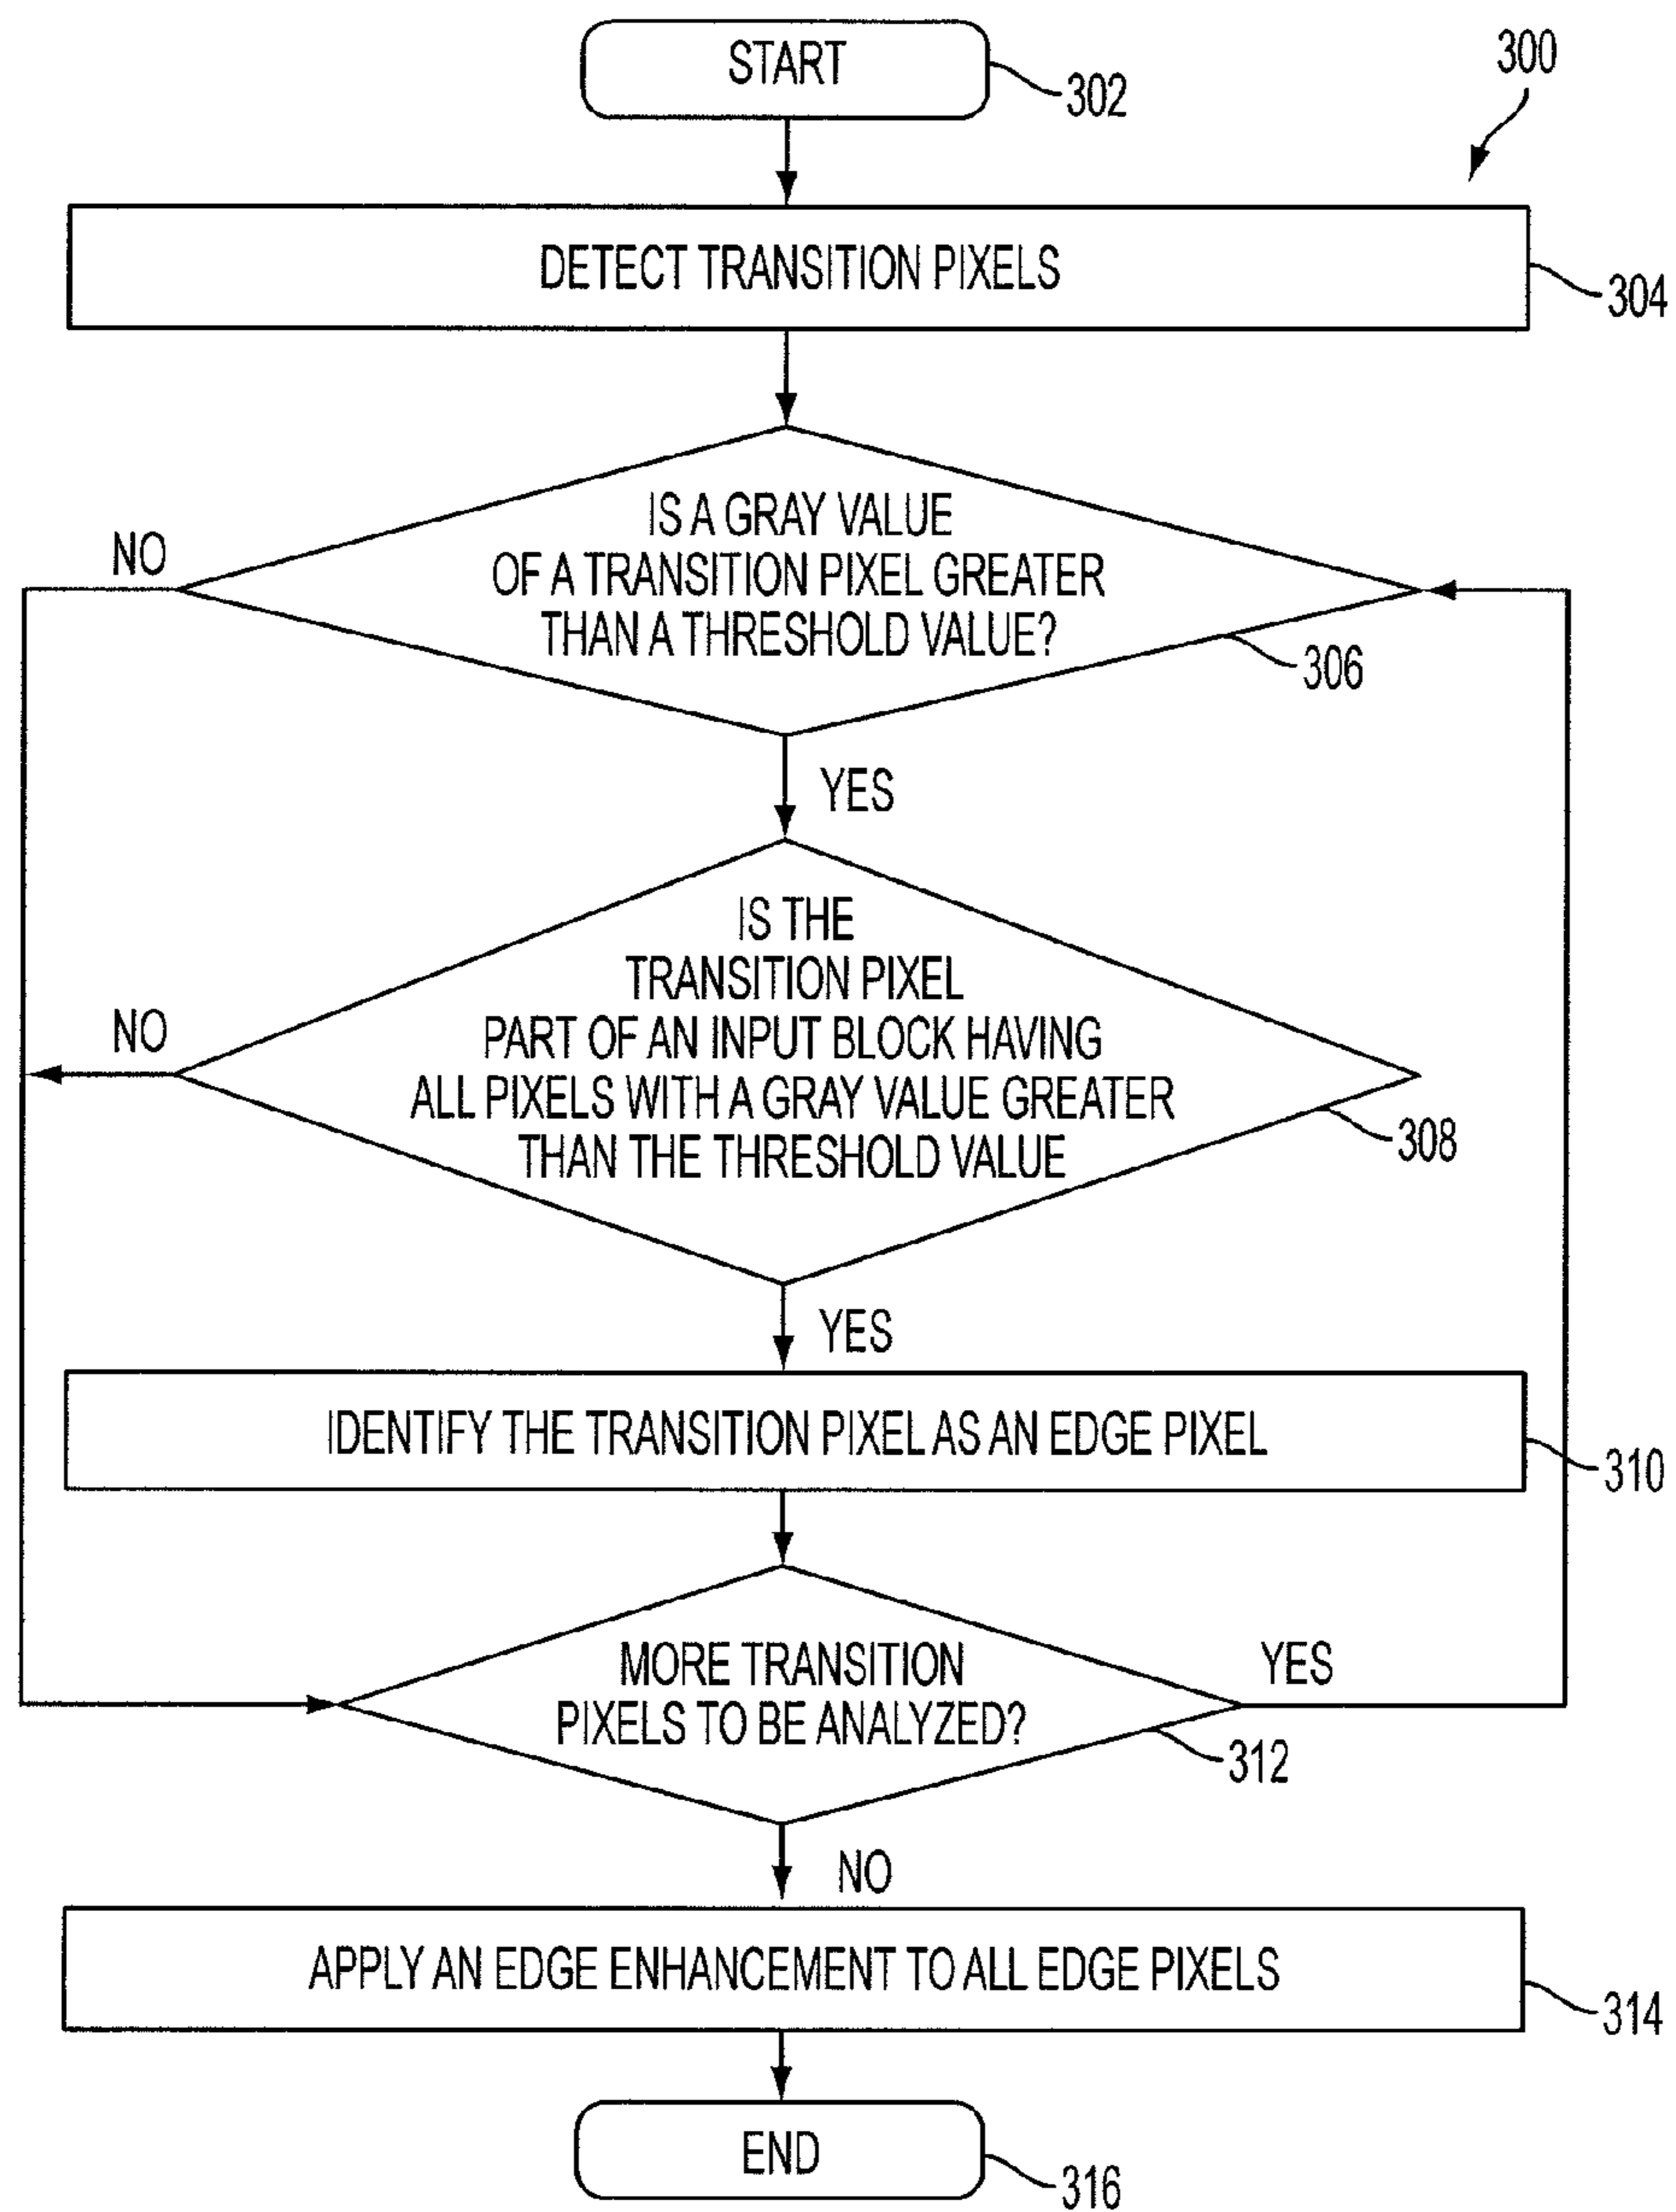 START
302
300
DETECT TRANSITION PIXELS
304
IS A GRAY VALUE
OF A TRANSITION PIXEL GREATER
THAN A THRESHOLD VALUE?
NO
306
YES
IS THE
TRANSITION PIXEL
PART OF AN INPUT BLOCK HAVING
ALL PIXELS WITH A GRAY VALUE GREATER
THAN THE THRESHOLD VALUE
NO
308
YES
IDENTIFY THE TRANSITION PIXEL AS AN EDGE PIXEL
310
MORE TRANSITION
PIXELS TO BE ANALYZED?
YES
312
NO
APPLY AN EDGE ENHANCEMENT TO ALL EDGE PIXELS
314
END
316